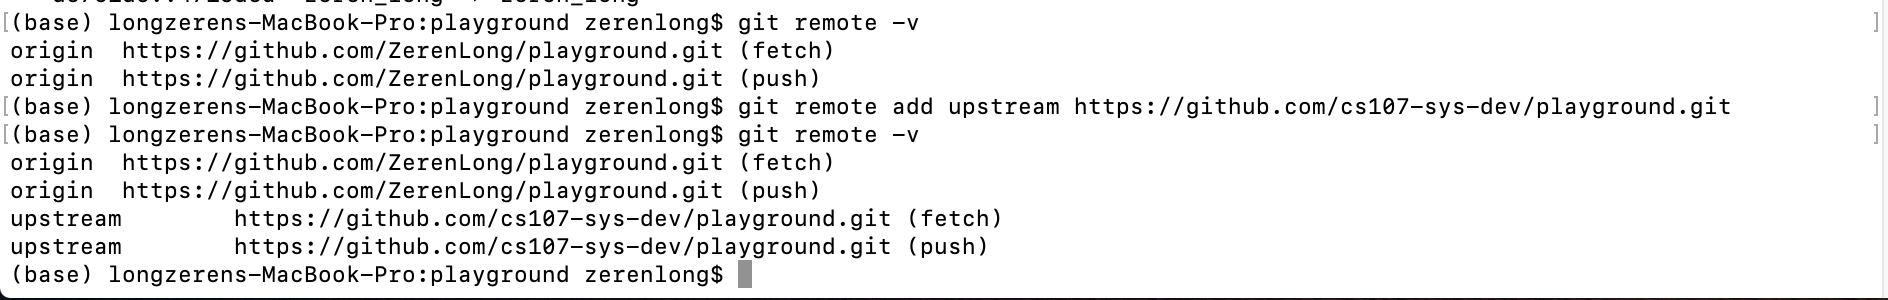 [(base) longzerens-MacBook-Pro:playground zerenlong$ git remote -v ]
origin  https://github.com/ZerenLong/playground.git (fetch)
origin  https://github.com/ZerenLong/playground.git (push)
[(base) longzerens-MacBook-Pro:playground zerenlong$ git remote add upstream https://github.com/cs107-sys-dev/playground.git ]
[(base) longzerens-MacBook-Pro:playground zerenlong$ git remote -v ]
origin  https://github.com/ZerenLong/playground.git (fetch)
origin  https://github.com/ZerenLong/playground.git (push)
upstream        https://github.com/cs107-sys-dev/playground.git (fetch)
upstream        https://github.com/cs107-sys-dev/playground.git (push)
(base) longzerens-MacBook-Pro:playground zerenlong$